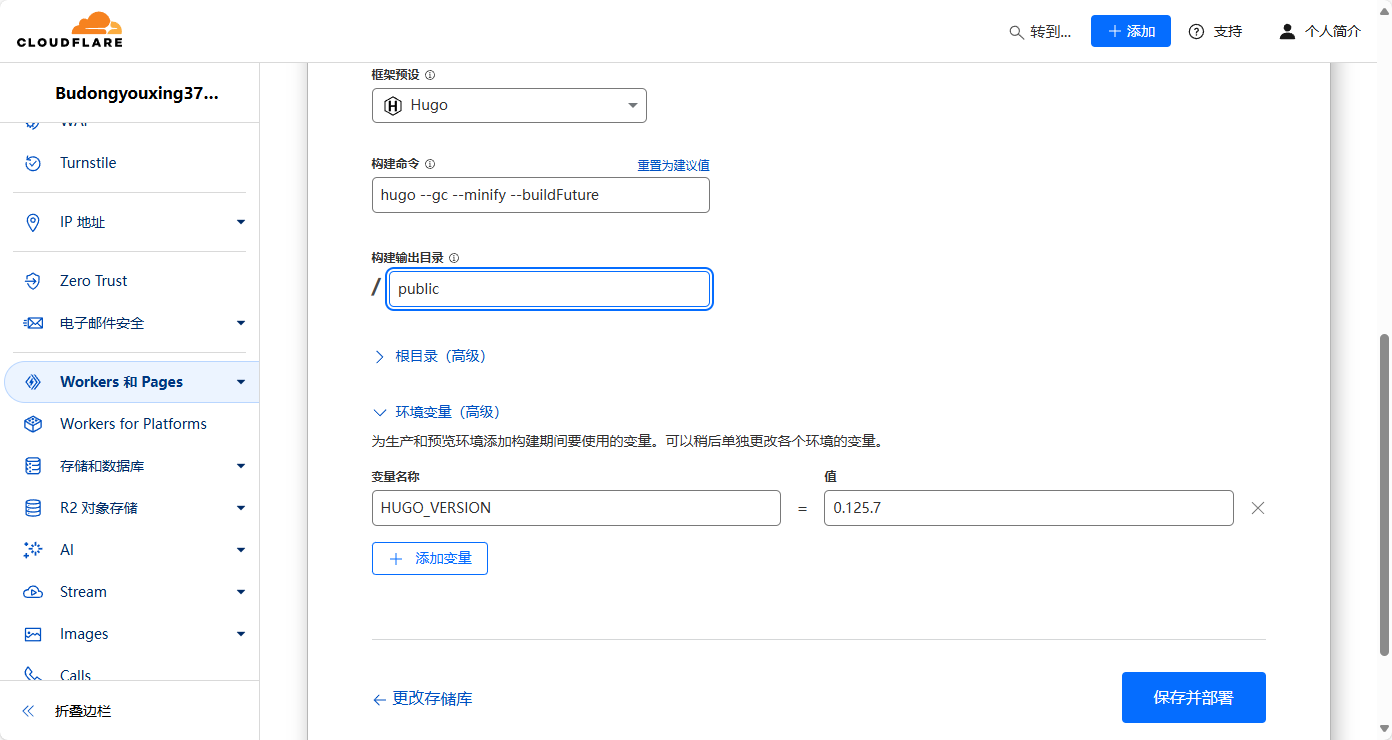 CLOUDFLARE
转到...
添加
支持
个人简介
Budongyouxing37...
WAF
Turnstile
IP 地址
Zero Trust
电子邮件安全
Workers 和 Pages
Workers for Platforms
存储和数据库
R2 对象存储
AI
Stream
Images
Calls
折叠边栏
框架预设
Hugo
构建命令
重置为建议值
hugo --gc --minify --buildFuture
构建输出目录
/ public
根目录（高级）
环境变量（高级）
为生产和预览环境添加构建期间要使用的变量。可以稍后单独更改各个环境的变量。
变量名称 值
HUGO_VERSION = 0.125.7
添加变量
更改存储库
保存并部署